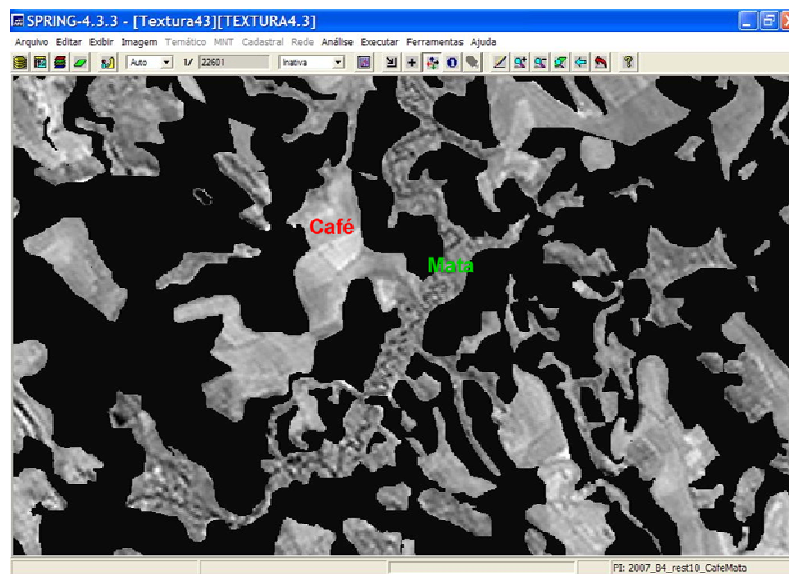 SPRING-4.3.3 - [Textura43][TEXTURA4.3]
Arquivo Editar Exibir Imagem Temático MNT Cadastral Rede Análise Executar Ferramentas Ajuda
Auto 1/ 22601 Inativa
Café
Mata
PI: 2007_B4_rest10_CafeMata